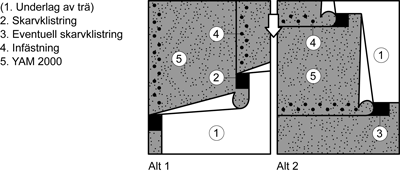 (1. Underlag av trä)
2. Skarvklistring
3. Eventuell skarvklistring
4. Infästning
5. YAM 2000
4
5
2
1
4
1
5
3
Alt 1
Alt 2